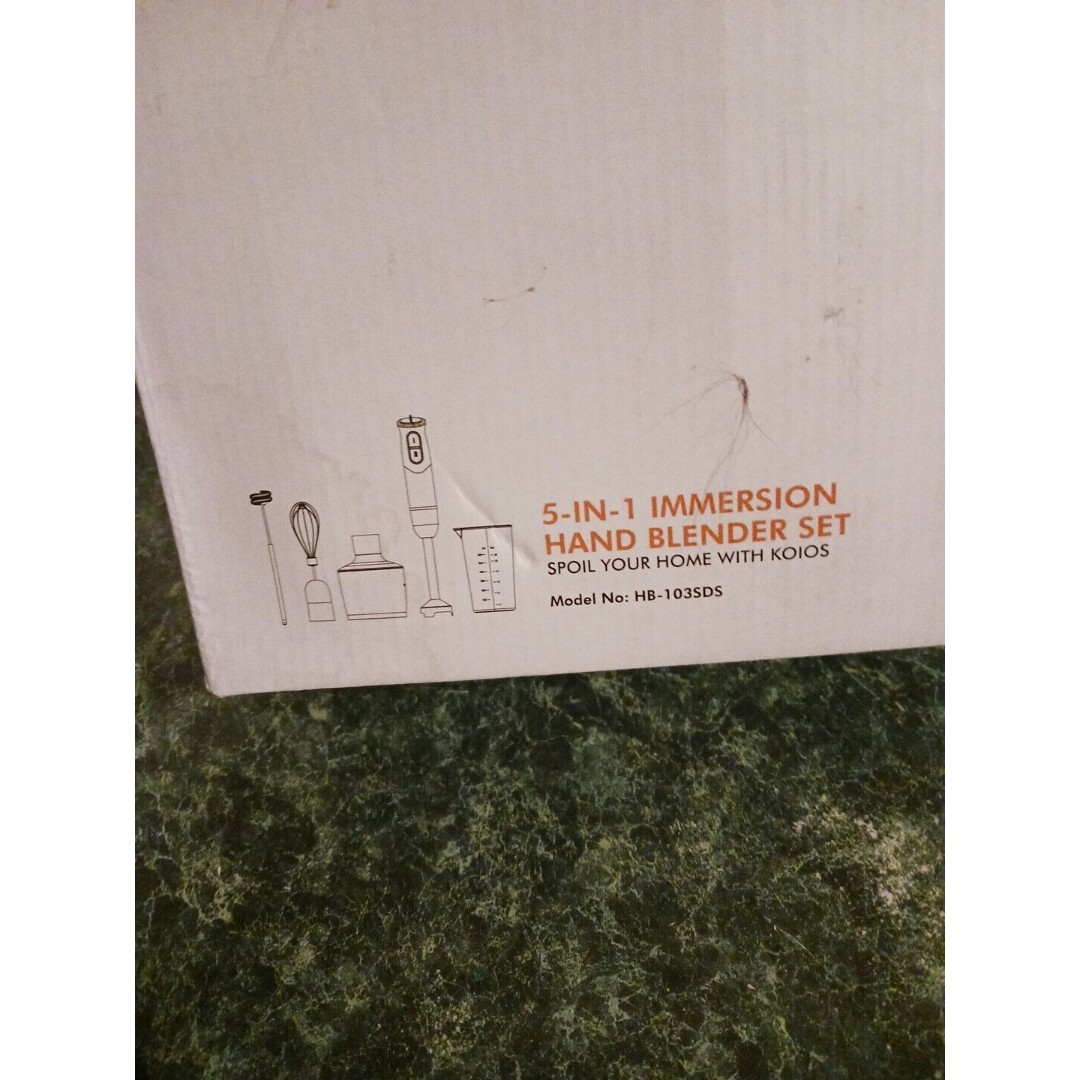 5-IN-1 IMMERSION
HAND BLENDER SET
SPOIL YOUR HOME WITH KOIOS
Model No: HB-103SDS